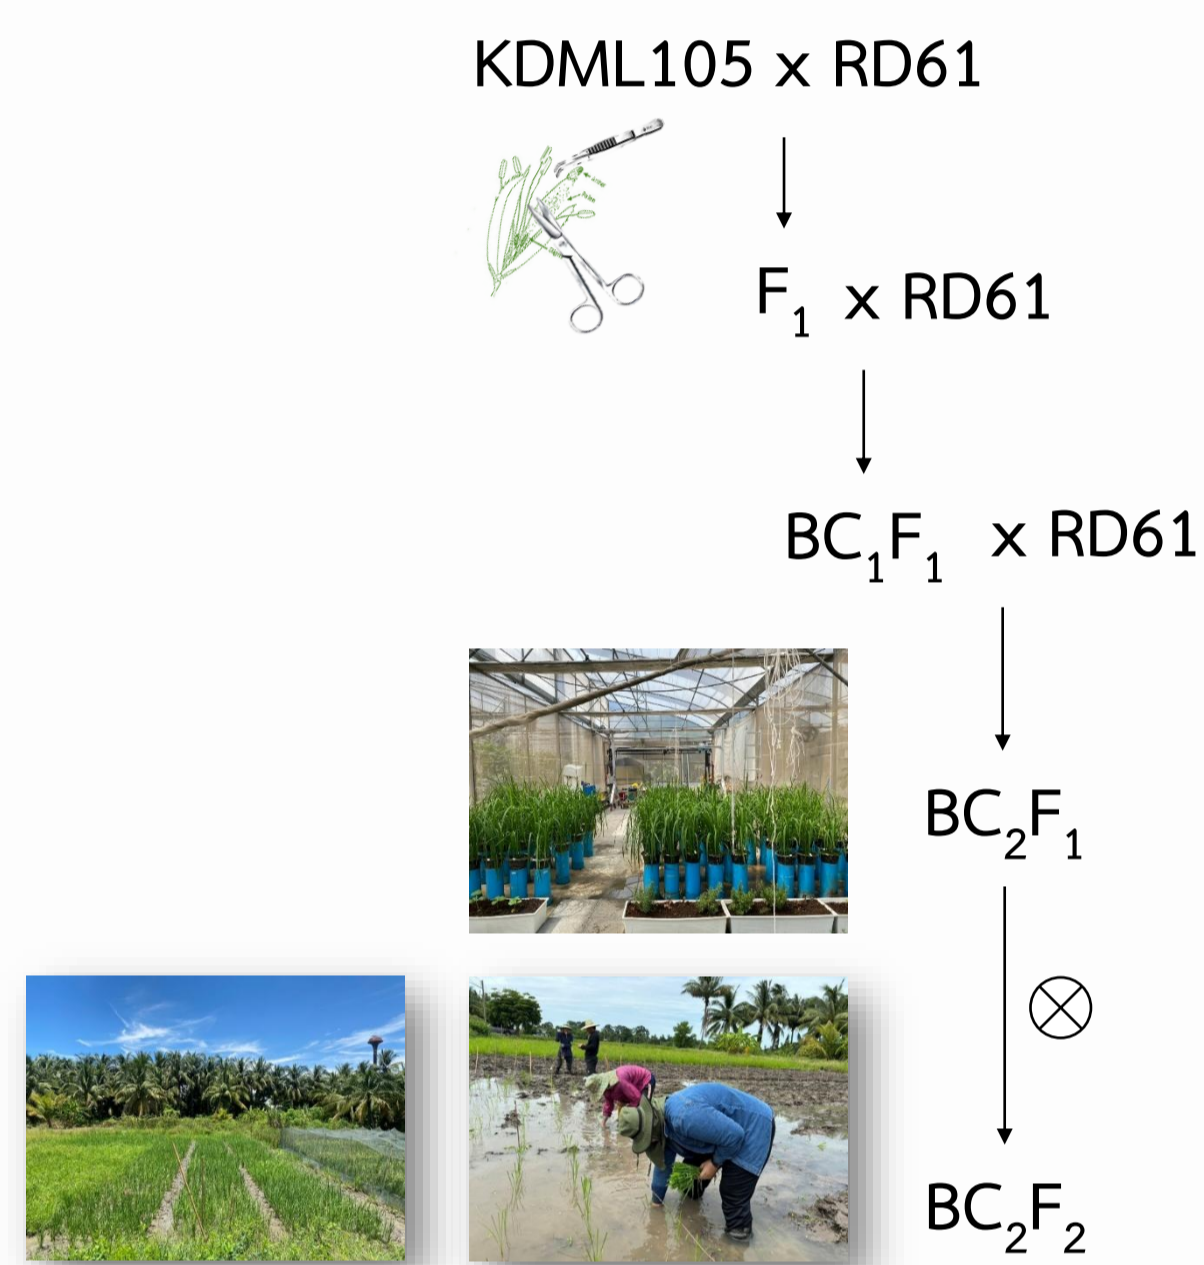 KDML105 x RD61
F₁ x RD61
BC₁F₁ x RD61
BC₂F₁
BC₂F₂